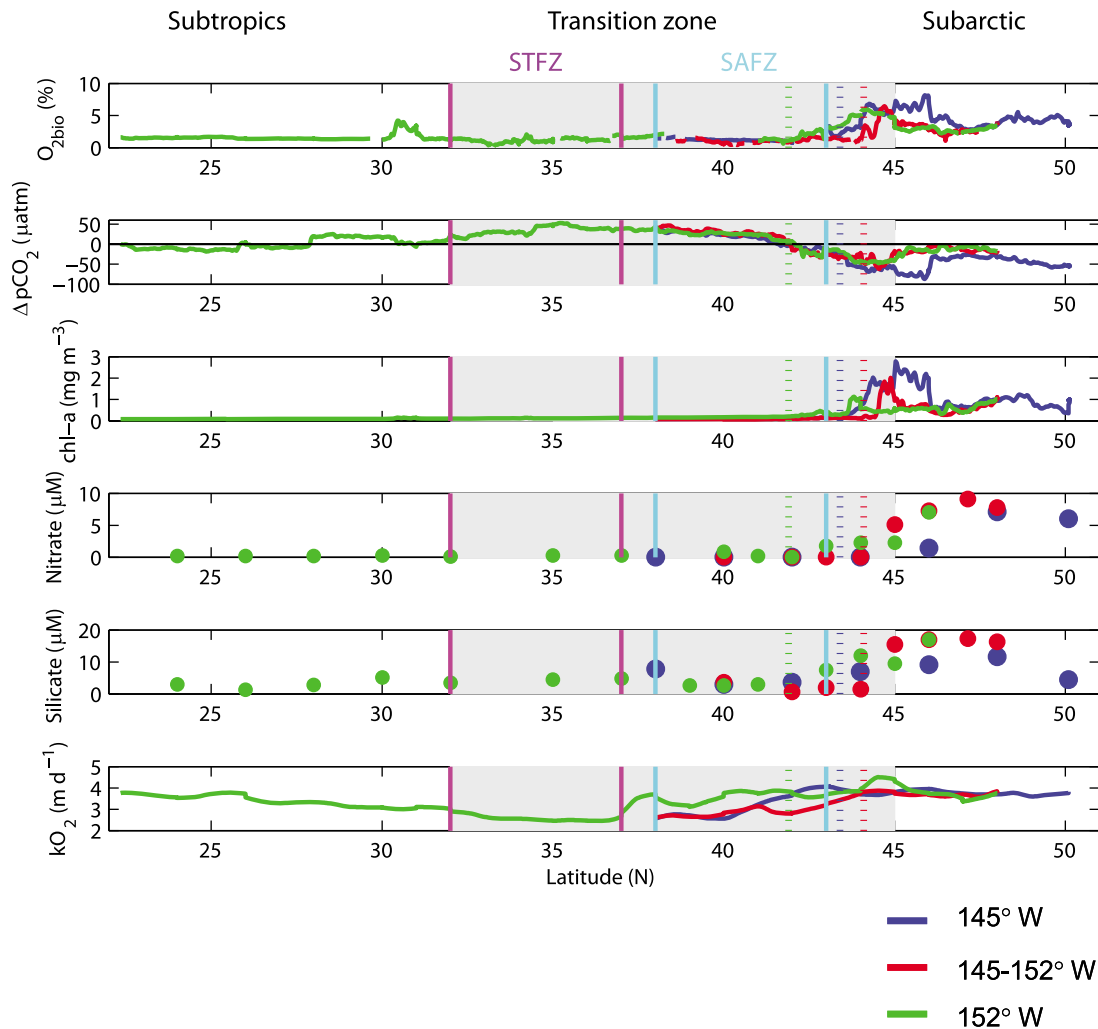 Subtropics Transition zone Subarctic
STFZ SAFZ
O2bio (%)
10
5
0
25 30 35 40 45 50
ΔpCO2 (μatm)
50
0
−50
−100
25 30 35 40 45 50
chl−a (mg m−3)
3
2
1
0
25 30 35 40 45 50
Nitrate (μM)
10
5
0
25 30 35 40 45 50
Silicate (μM)
20
10
0
25 30 35 40 45 50
kO2 (m d−1)
5
4
3
2
25 30 35 40 45 50
Latitude (N)
145° W
145-152° W
152° W